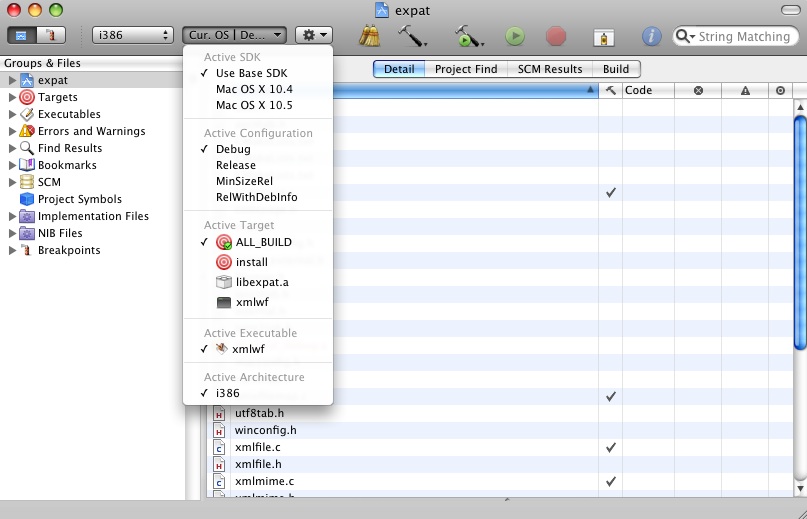 expat
i386
Cur. OS | De...
String Matching
Groups & Files
expat
Targets
Executables
Errors and Warnings
Find Results
Bookmarks
SCM
Project Symbols
Implementation Files
NIB Files
Breakpoints
Active SDK
Use Base SDK
Mac OS X 10.4
Mac OS X 10.5
Active Configuration
Debug
Release
MinSizeRel
RelWithDebInfo
Active Target
ALL_BUILD
install
libexpat.a
xmlwf
Active Executable
xmlwf
Active Architecture
i386
Detail
Project Find
SCM Results
Build
Code
utf8tab.h
winconfig.h
xmlfile.c
xmlfile.h
xmlmime.c
xmlmime.h